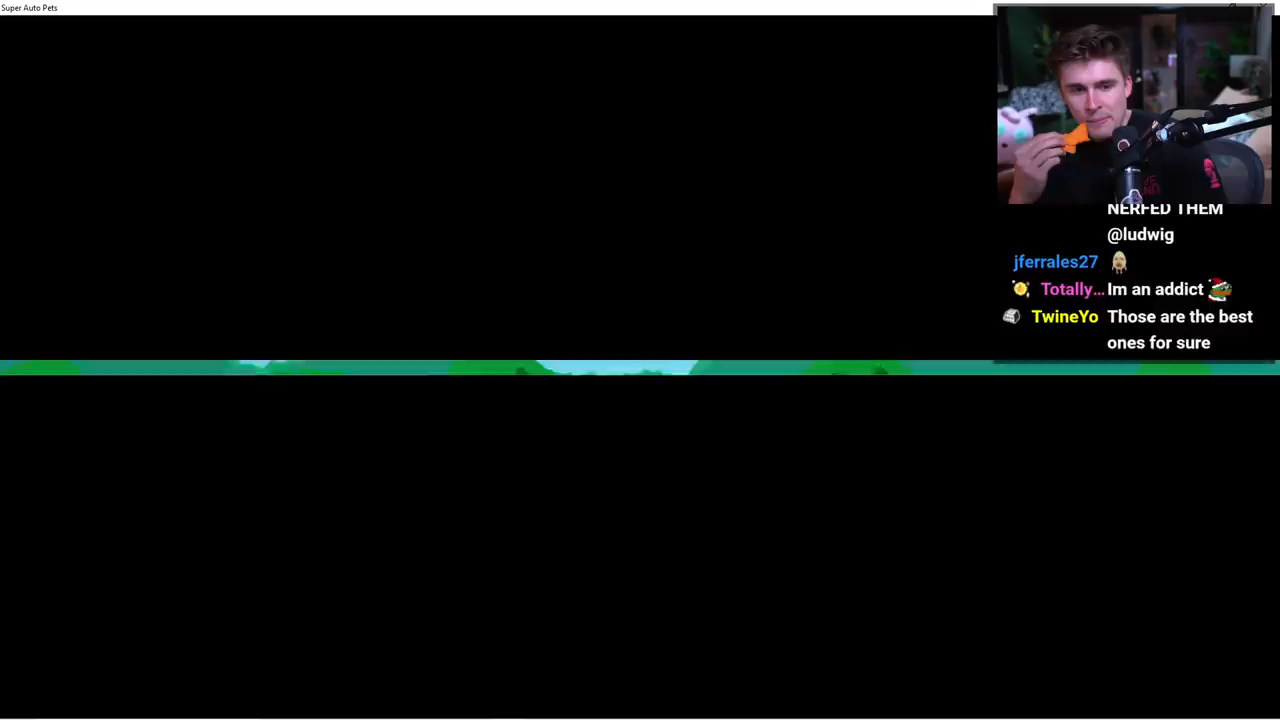 Super Auto Pets
NERFED THEM
@ludwig
jferrales27
Totally... Im an addict
TwineYo Those are the best
ones for sure